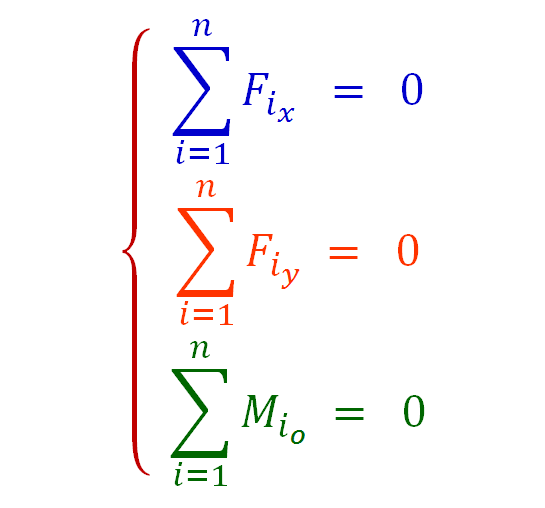 n
∑ F_{i_x} = 0
i=1
n
∑ F_{i_y} = 0
i=1
n
∑ M_{i_o} = 0
i=1